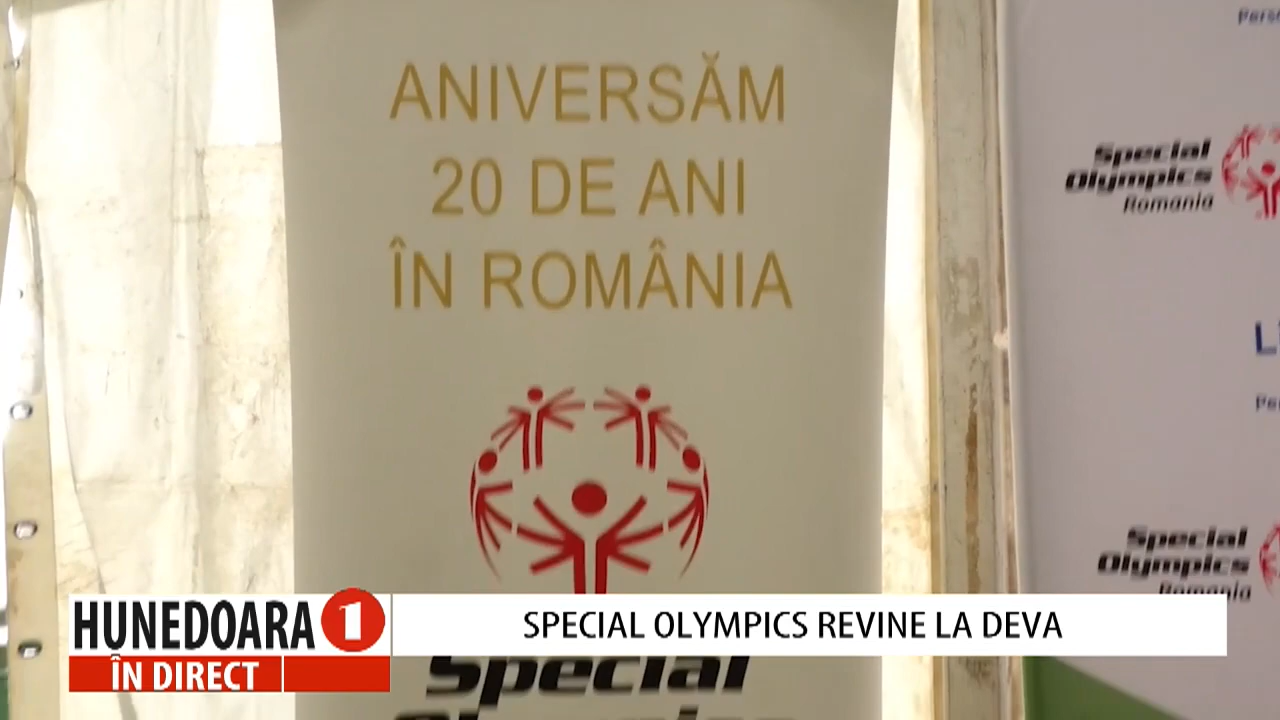 ANIVERSĂM
20 DE ANI
ÎN ROMÂNIA
Special
Olympics
Romania
Special
Olympics
Romania
HUNEDOARA 1
ÎN DIRECT
SPECIAL OLYMPICS REVINE LA DEVA
Special
Olympics